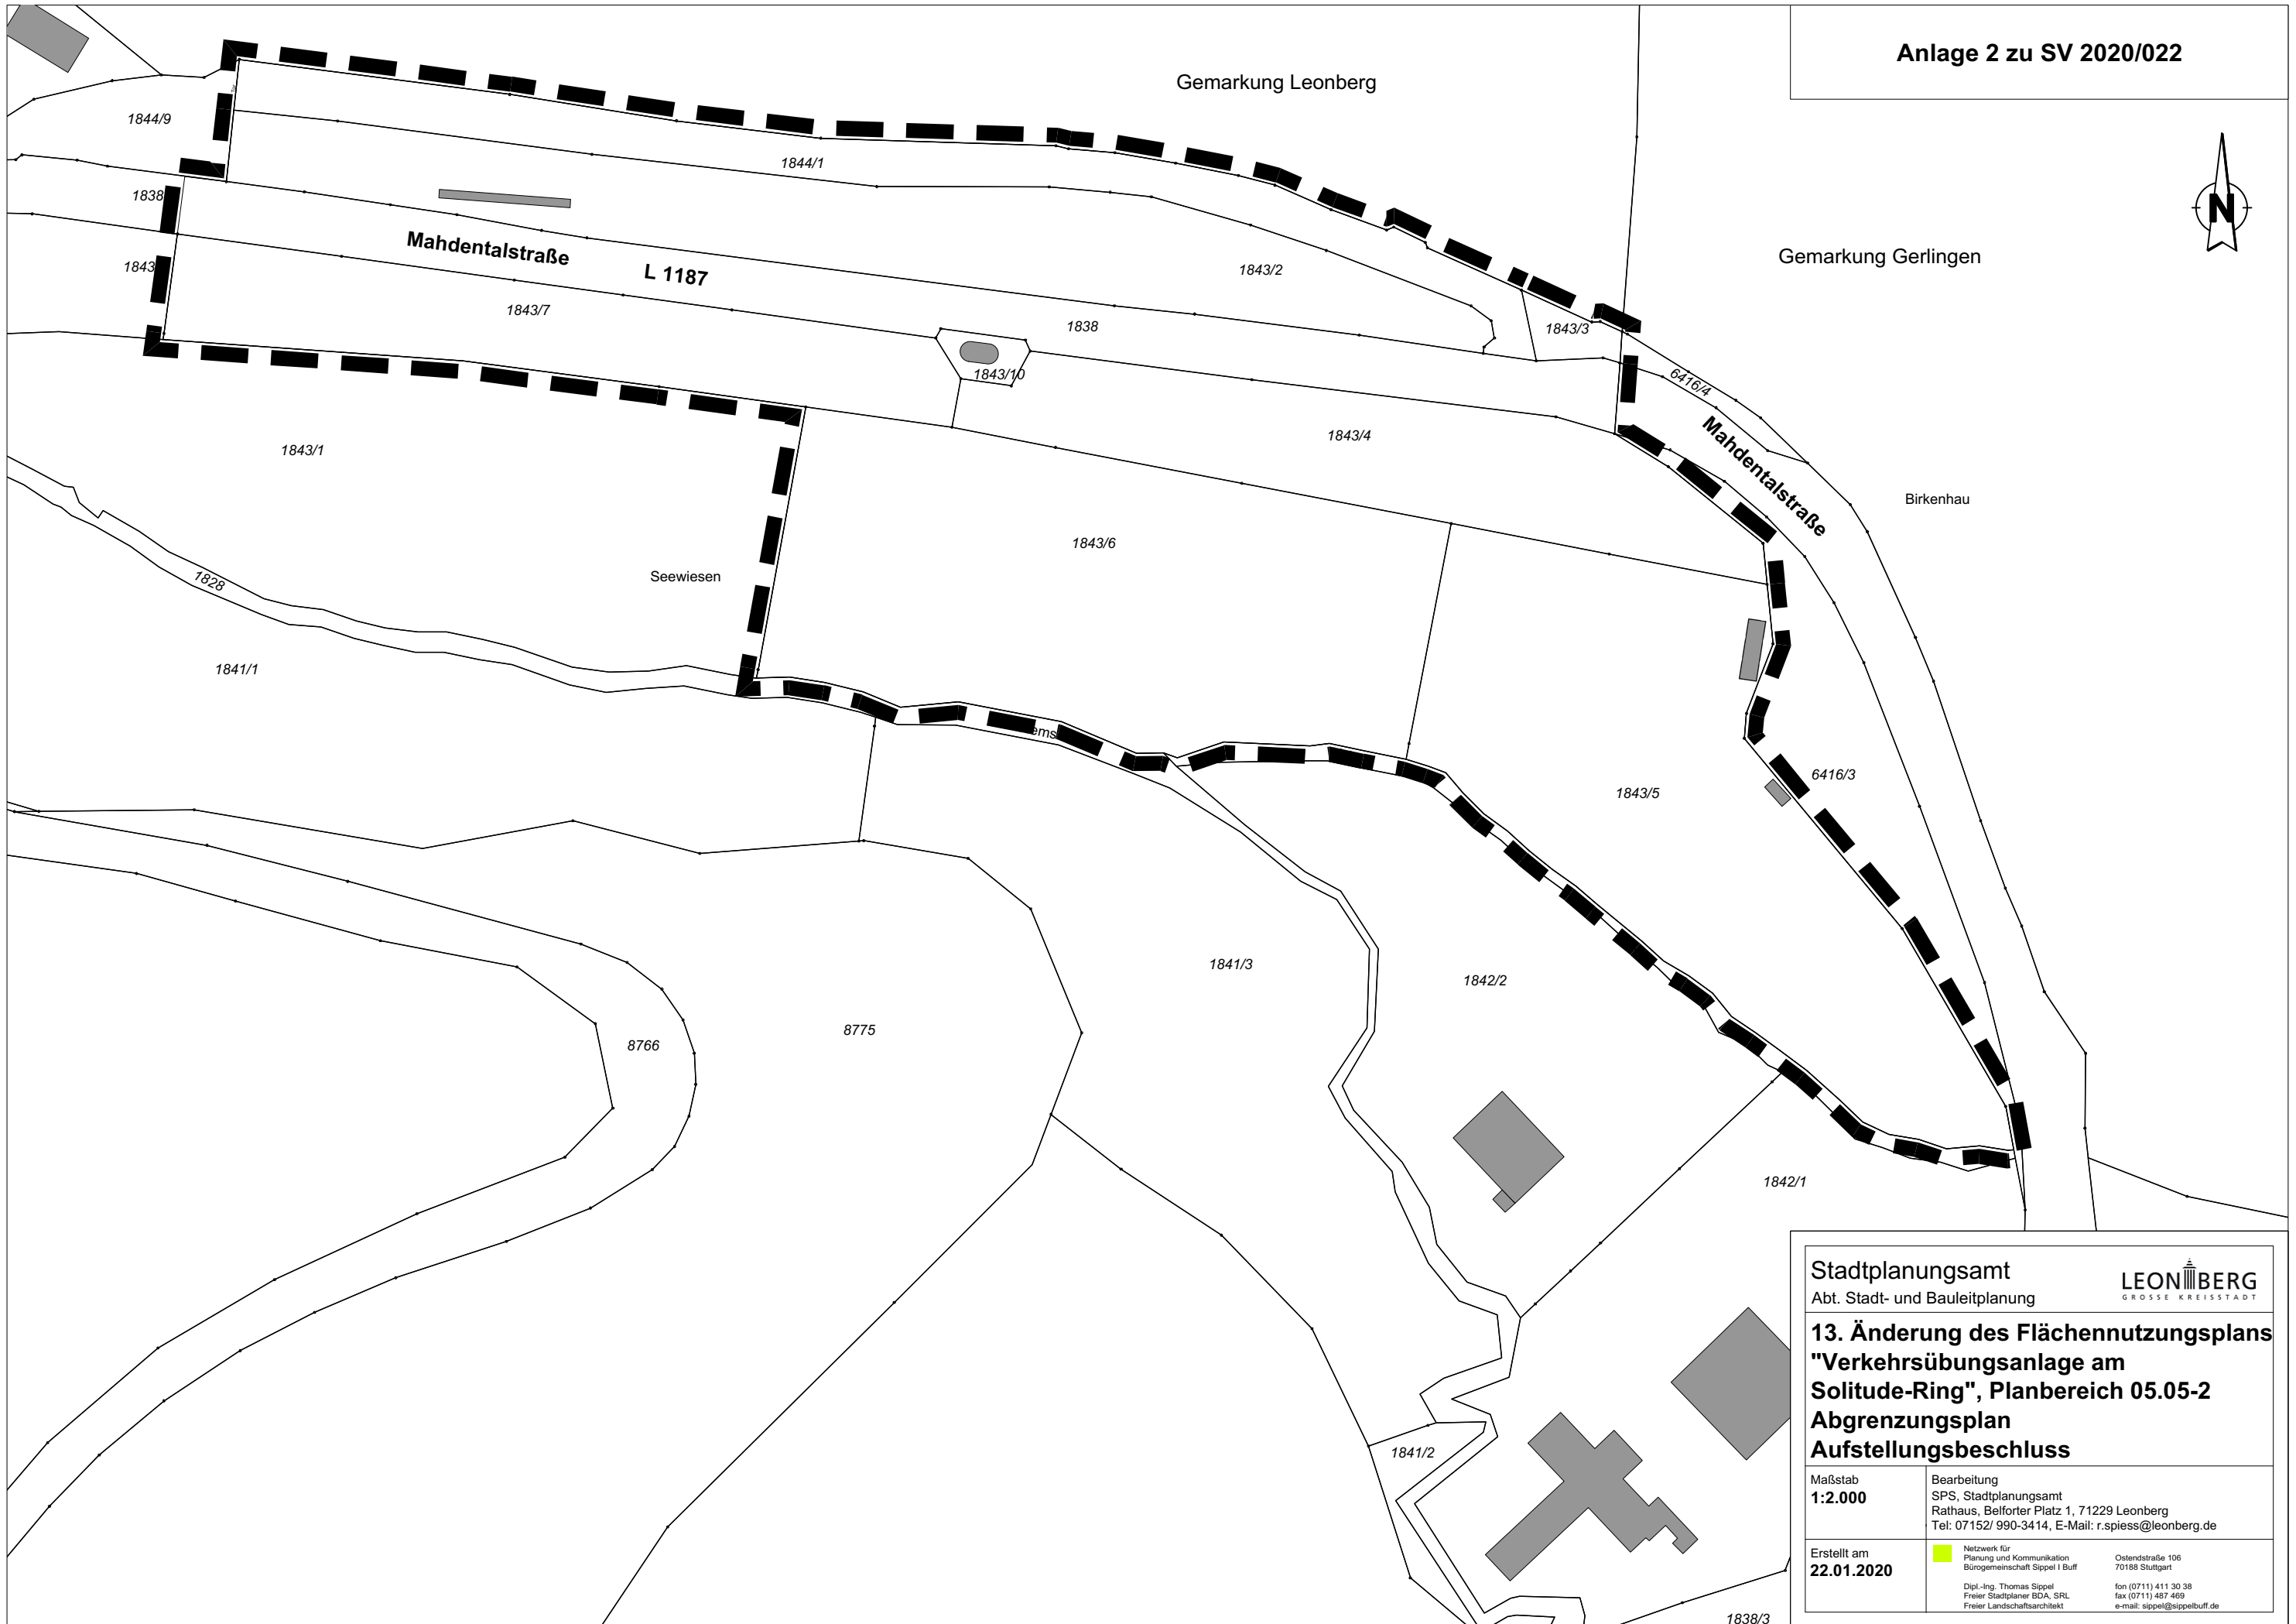 Anlage 2 zu SV 2020/022
Gemarkung Leonberg
Gemarkung Gerlingen
N
1844/9
1844/1
1838
1843
Mahdentalstraße
L 1187
1843/2
1843/7
1838
1843/3
1843/10
6416/4
Mahdentalstraße
1843/1
1843/4
Birkenhau
1843/6
Seewiesen
1828
1841/1
ems
6416/3
1843/5
1841/3
1842/2
8775
8766
1842/1
1841/2
1838/3
Stadtplanungsamt
Abt. Stadt- und Bauleitplanung
LEONBERG
GROSSE KREISSTADT
13. Änderung des Flächennutzungsplans
"Verkehrsübungsanlage am
Solitude-Ring", Planbereich 05.05-2
Abgrenzungsplan
Aufstellungsbeschluss
Maßstab
1:2.000
Bearbeitung
SPS, Stadtplanungsamt
Rathaus, Belforter Platz 1, 71229 Leonberg
Tel: 07152/ 990-3414, E-Mail: r.spiess@leonberg.de
Erstellt am
22.01.2020
Netzwerk für
Planung und Kommunikation
Bürogemeinschaft Sippel I Buff
Ostendstraße 106
70188 Stuttgart
Dipl.-Ing. Thomas Sippel
Freier Stadtplaner BDA, SRL
Freier Landschaftsarchitekt
fon (0711) 411 30 38
fax (0711) 487 469
e-mail: sippel@sippelbuff.de